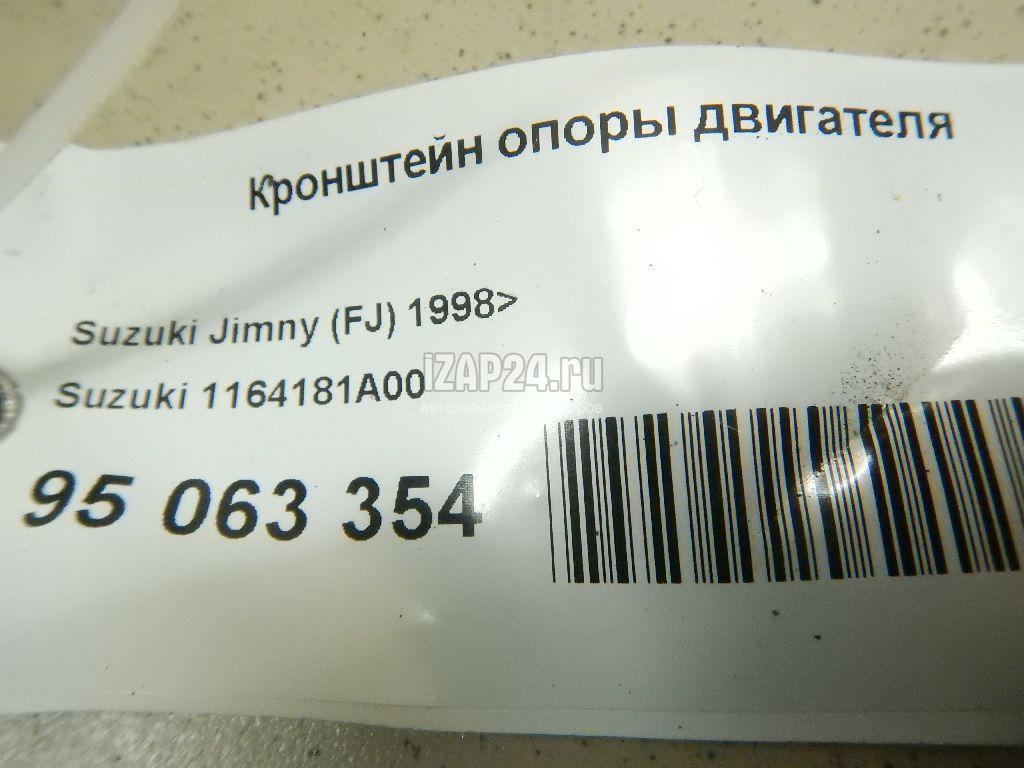 Кронштейн опоры двигателя
Suzuki Jimny (FJ) 1998>
Suzuki 1164181A00
iZAP24.ru
95 063 354